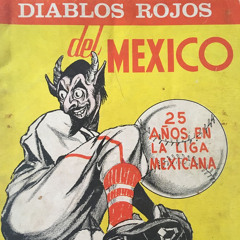 DIABLOS ROJOS
del MEXICO
25
AÑOS EN
LA LIGA
MEXICANA